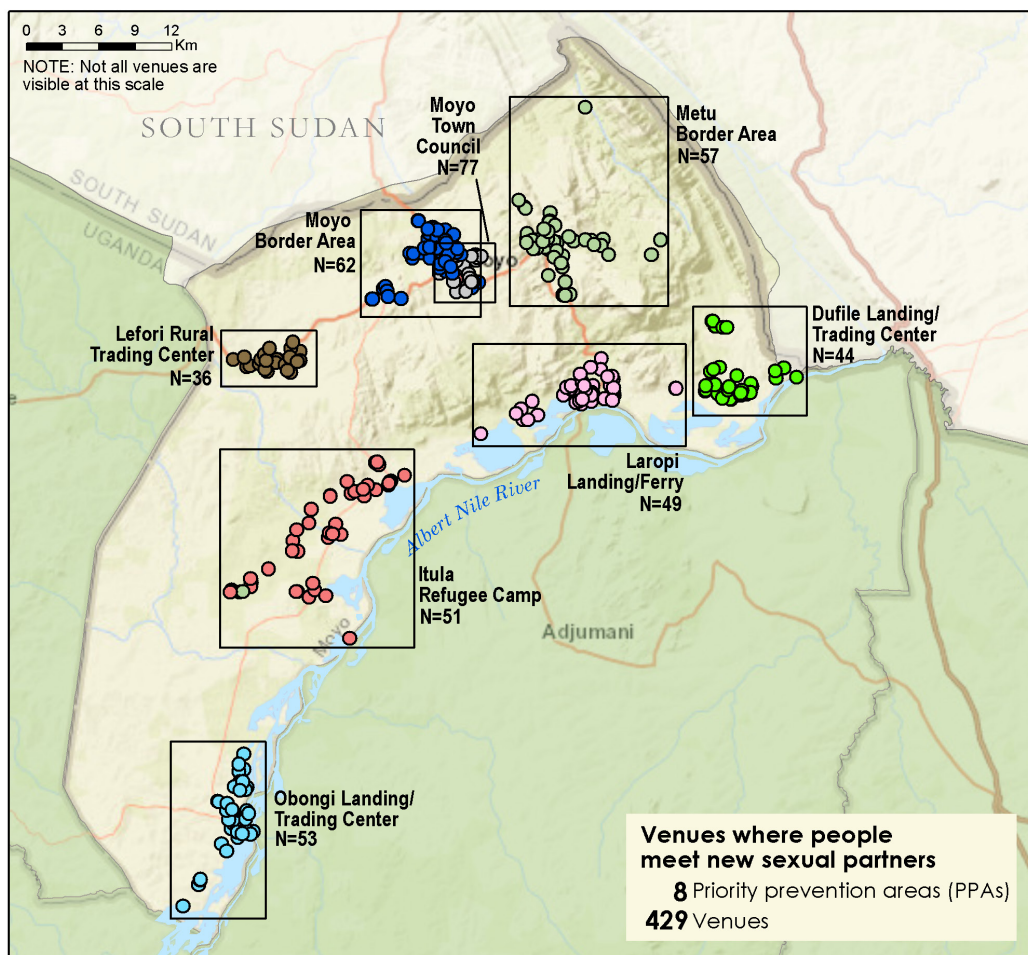 0 3 6 9 12
Km
NOTE: Not all venues are
visible at this scale
SOUTH SUDAN
SOUTH SUDAN
UGANDA
Moyo
Town
Council
N=77
Metu
Border Area
N=57
Moyo
Border Area
N=62
oyo
Lefori Rural
Trading Center
N=36
Dufile Landing/
Trading Center
N=44
Laropi
Landing/Ferry
N=49
Albert Nile River
Itula
Refugee Camp
N=51
Moyo
Adjumani
Obongi Landing/
Trading Center
N=53
Venues where people
meet new sexual partners
8 Priority prevention areas (PPAs)
429 Venues